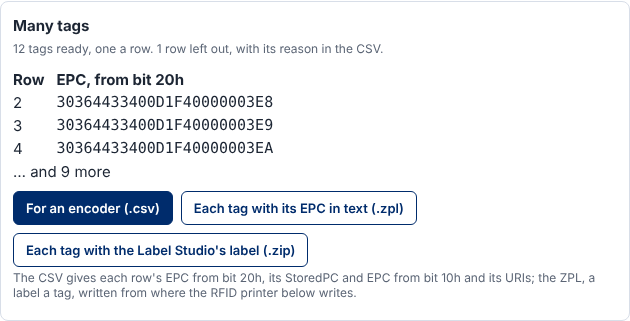 Many tags
12 tags ready, one a row. 1 row left out, with its reason in the CSV.
Row EPC, from bit 20h
2 30364433400D1F40000003E8
3 30364433400D1F40000003E9
4 30364433400D1F40000003EA
... and 9 more
For an encoder (.csv) Each tag with its EPC in text (.zpl)
Each tag with the Label Studio's label (.zip)
The CSV gives each row's EPC from bit 20h, its StoredPC and EPC from bit 10h and its URIs; the ZPL, a
label a tag, written from where the RFID printer below writes.